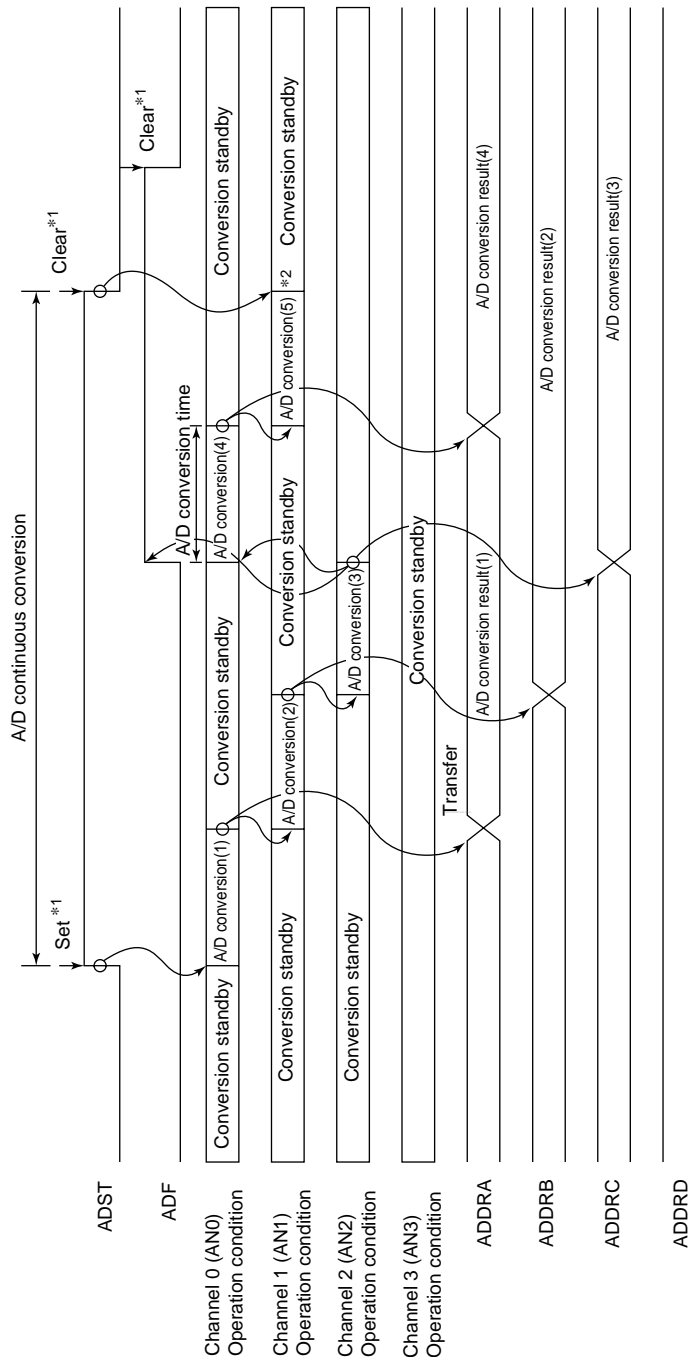 A/D continuous conversion
Set *1
Clear*1
Clear*1
ADST
ADF
A/D conversion time
Channel 0 (AN0)
Operation condition
Conversion standby
A/D conversion(1)
Conversion standby
A/D conversion(4)
Conversion standby
Channel 1 (AN1)
Operation condition
Conversion standby
A/D conversion(2)
Conversion standby
A/D conversion(5)
*2
Conversion standby
Channel 2 (AN2)
Operation condition
Conversion standby
A/D conversion(3)
Channel 3 (AN3)
Operation condition
Conversion standby
Transfer
ADDRA
A/D conversion result(1)
A/D conversion result(4)
ADDRB
A/D conversion result(2)
ADDRC
A/D conversion result(3)
ADDRD